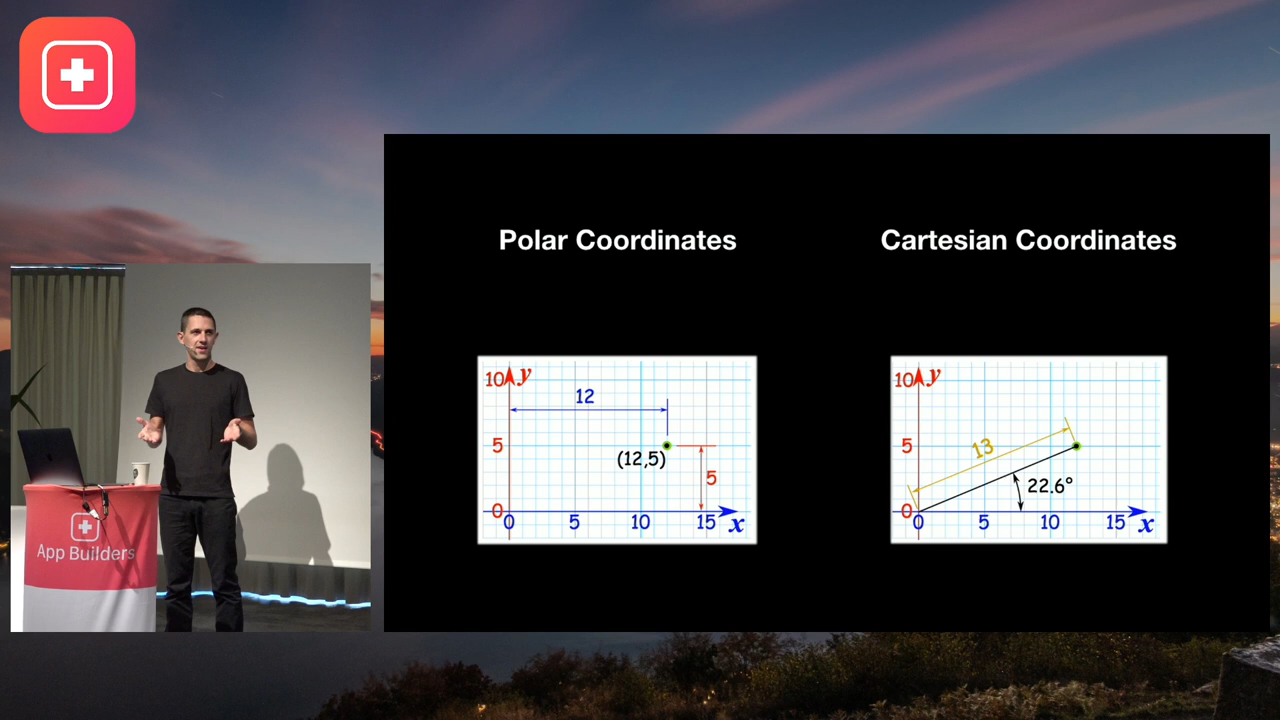 Polar Coordinates
Cartesian Coordinates
10 y
12
5
(12,5)
5
0
0 5 10 15 x
10 y
13
5
22.6°
0
0 5 10 15 x
App Builders